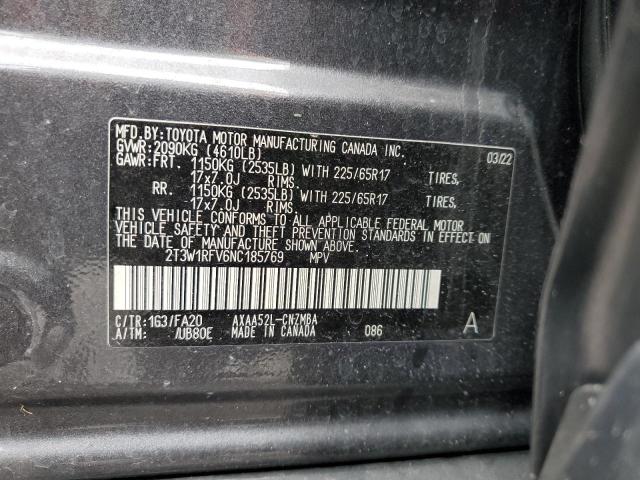 MFD.BY:TOYOTA MOTOR MANUFACTURING CANADA INC. 03/22
GVWR:2090KG (4610LB)
GAWR:FRT. 1150KG (2535LB) WITH 225/65R17 TIRES,
17x7.0J RIMS.
RR. 1150KG (2535LB) WITH 225/65R17 TIRES,
17x7.0J RIMS.
THIS VEHICLE CONFORMS TO ALL APPLICABLE FEDERAL MOTOR
VEHICLE SAFETY AND THEFT PREVENTION STANDARDS IN EFFECT
ON THE DATE OF MANUFACTURE SHOWN ABOVE.
2T3W1RFV6NC185769 MPV
C/TR:1G3/FA20 AXAA52L-CNZMBA
A/TM: /UB80E MADE IN CANADA 086 A